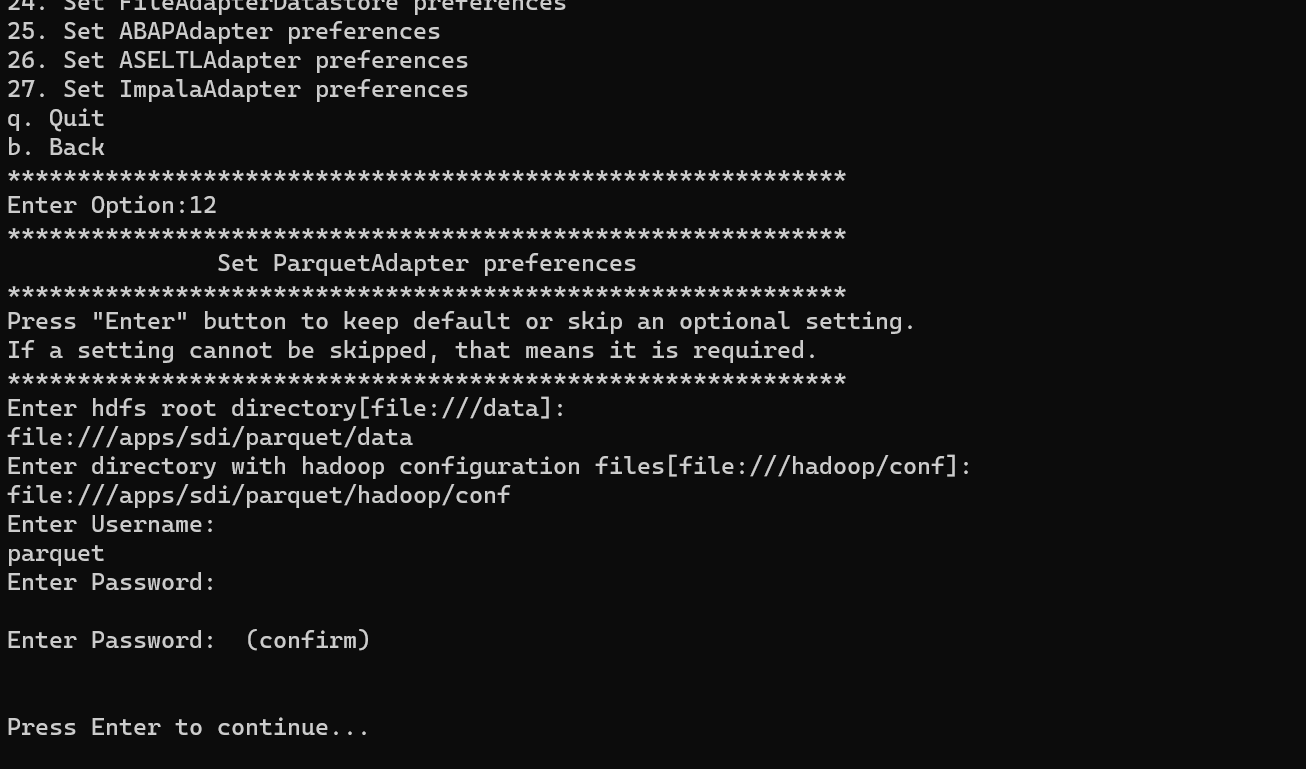 24. Set FileAdapterDatastore preferences
25. Set ABAPAdapter preferences
26. Set ASELTLAdapter preferences
27. Set ImpalaAdapter preferences
q. Quit
b. Back
************************************************************
Enter Option:12
************************************************************
Set ParquetAdapter preferences
************************************************************
Press "Enter" button to keep default or skip an optional setting.
If a setting cannot be skipped, that means it is required.
************************************************************
Enter hdfs root directory[file:///data]:
file:///apps/sdi/parquet/data
Enter directory with hadoop configuration files[file:///hadoop/conf]:
file:///apps/sdi/parquet/hadoop/conf
Enter Username:
parquet
Enter Password:
Enter Password:  (confirm)
Press Enter to continue...